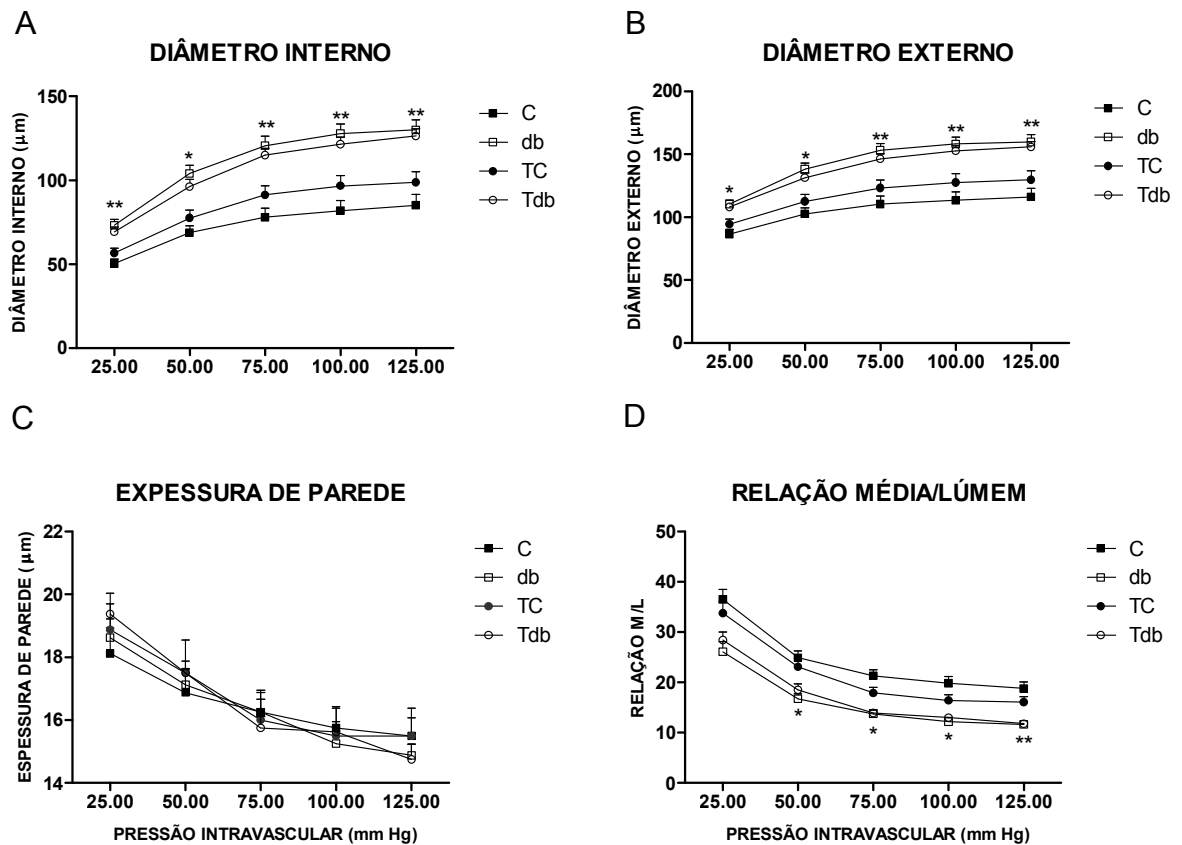 A
DIÂMETRO INTERNO
DIÂMETRO INTERNO (μm)
150
100
50
0
**
*
**
**
**
25.00 50.00 75.00 100.00 125.00
C
db
TC
Tdb
B
DIÂMETRO EXTERNO
DIÂMETRO EXTERNO (μm)
200
150
100
50
0
*
*
**
**
**
25.00 50.00 75.00 100.00 125.00
C
db
TC
Tdb
C
EXPESSURA DE PAREDE
ESPESSURA DE PAREDE ( μm)
22
20
18
16
14
25.00 50.00 75.00 100.00 125.00
PRESSÃO INTRAVASCULAR (mm Hg)
C
db
TC
Tdb
D
RELAÇÃO MÉDIA/LÚMEM
RELAÇÃO M/L
50
40
30
20
10
0
*
*
*
**
25.00 50.00 75.00 100.00 125.00
PRESSÃO INTRAVASCULAR (mm Hg)
C
db
TC
Tdb